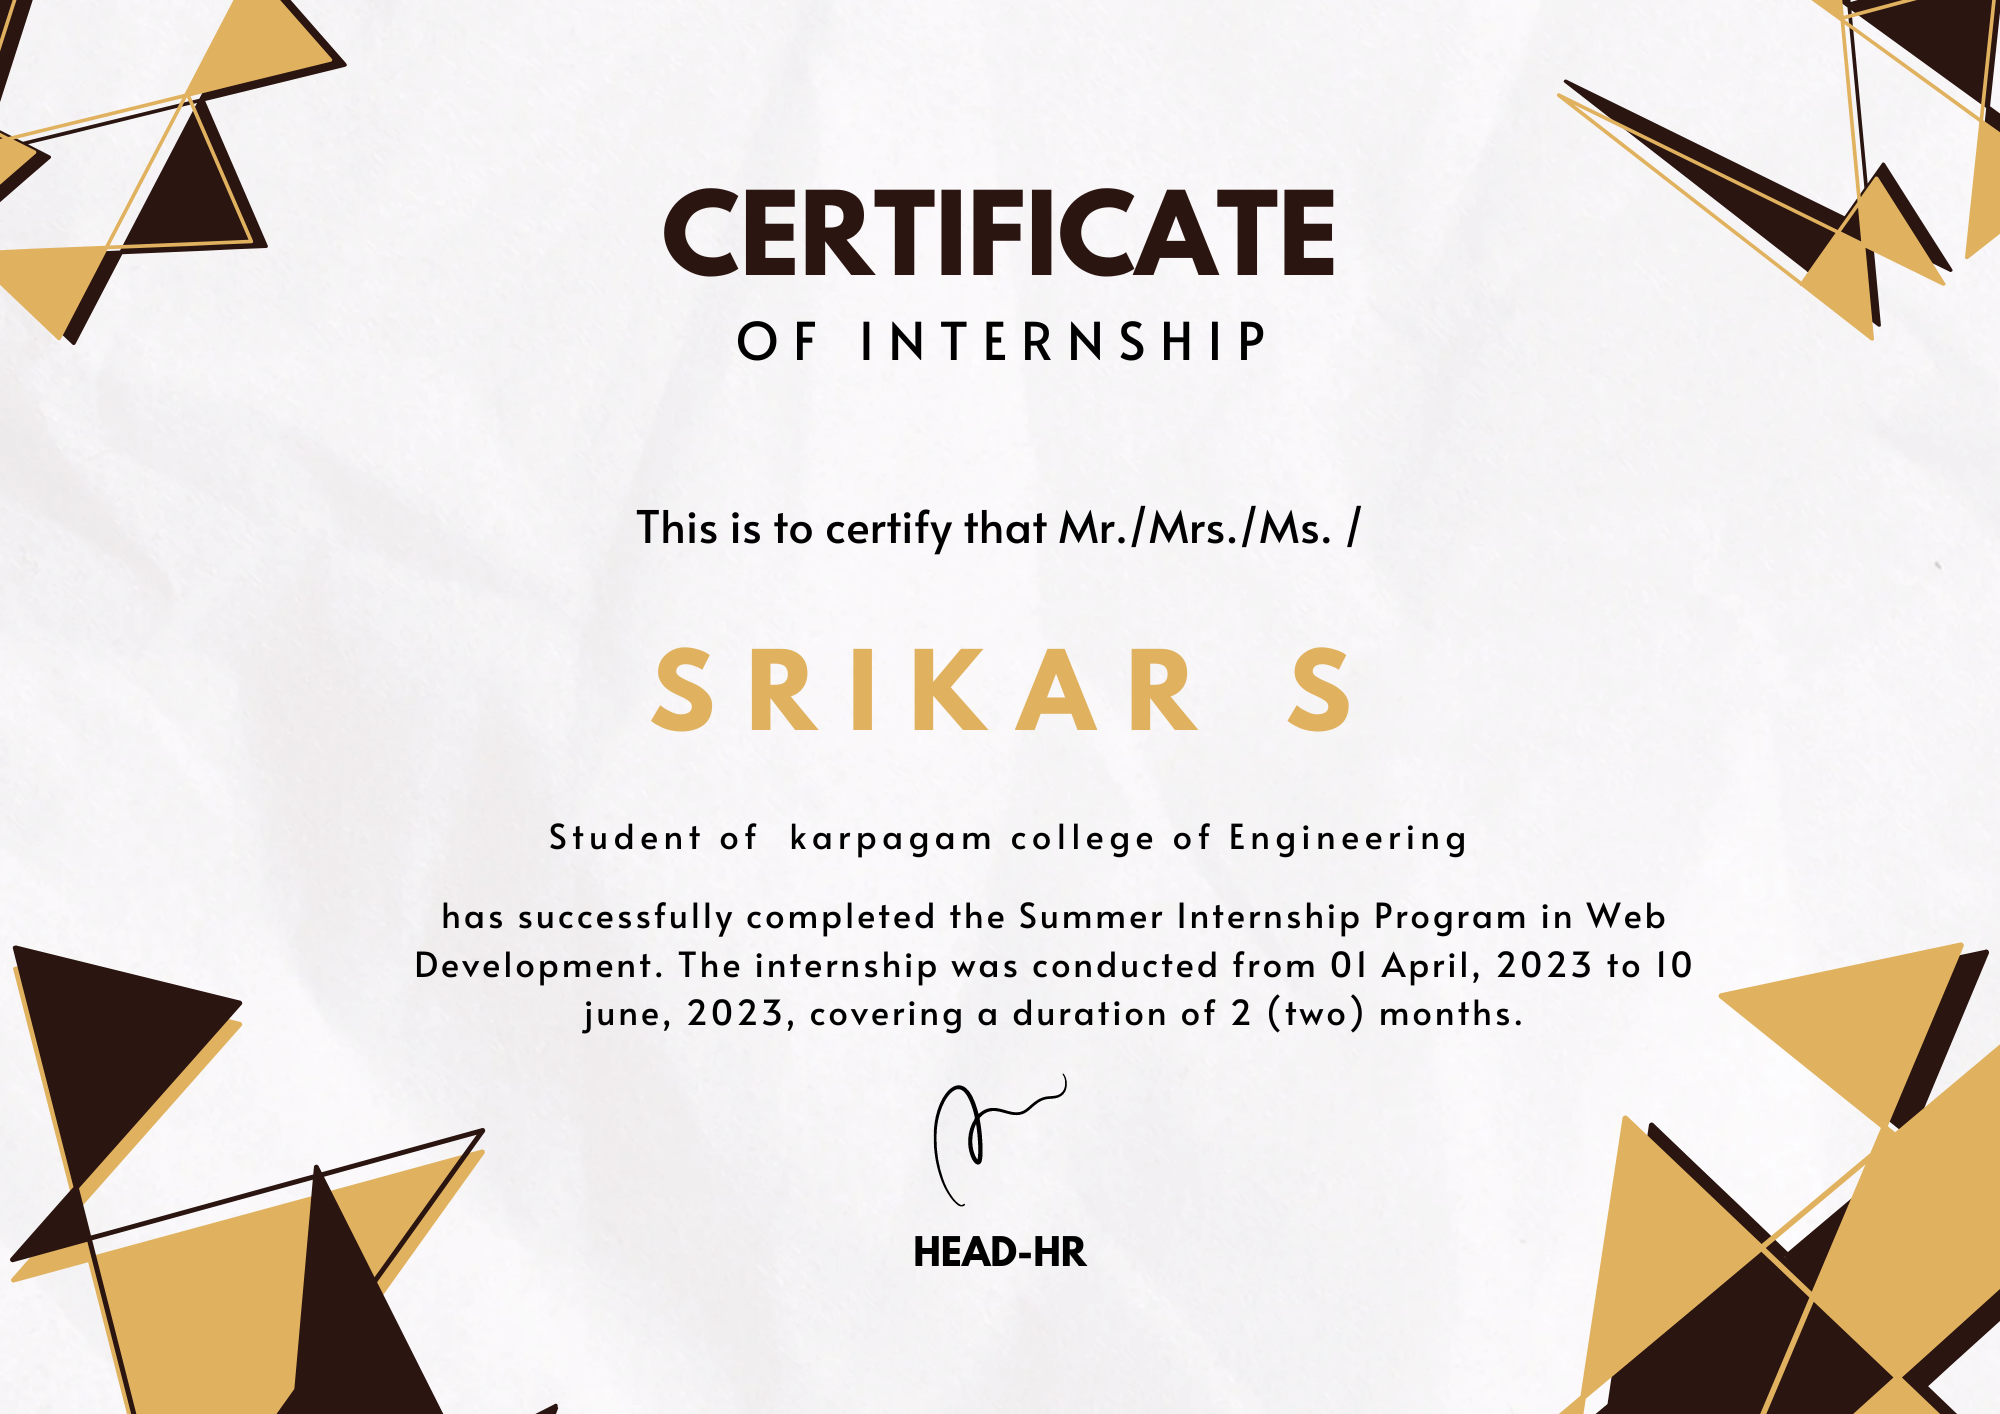 CERTIFICATE
OF INTERNSHIP
This is to certify that Mr./Mrs./Ms. /
SRIKAR S
Student of karpagam college of Engineering
has successfully completed the Summer Internship Program in Web
Development. The internship was conducted from 01 April, 2023 to 10
june, 2023, covering a duration of 2 (two) months.
HEAD-HR